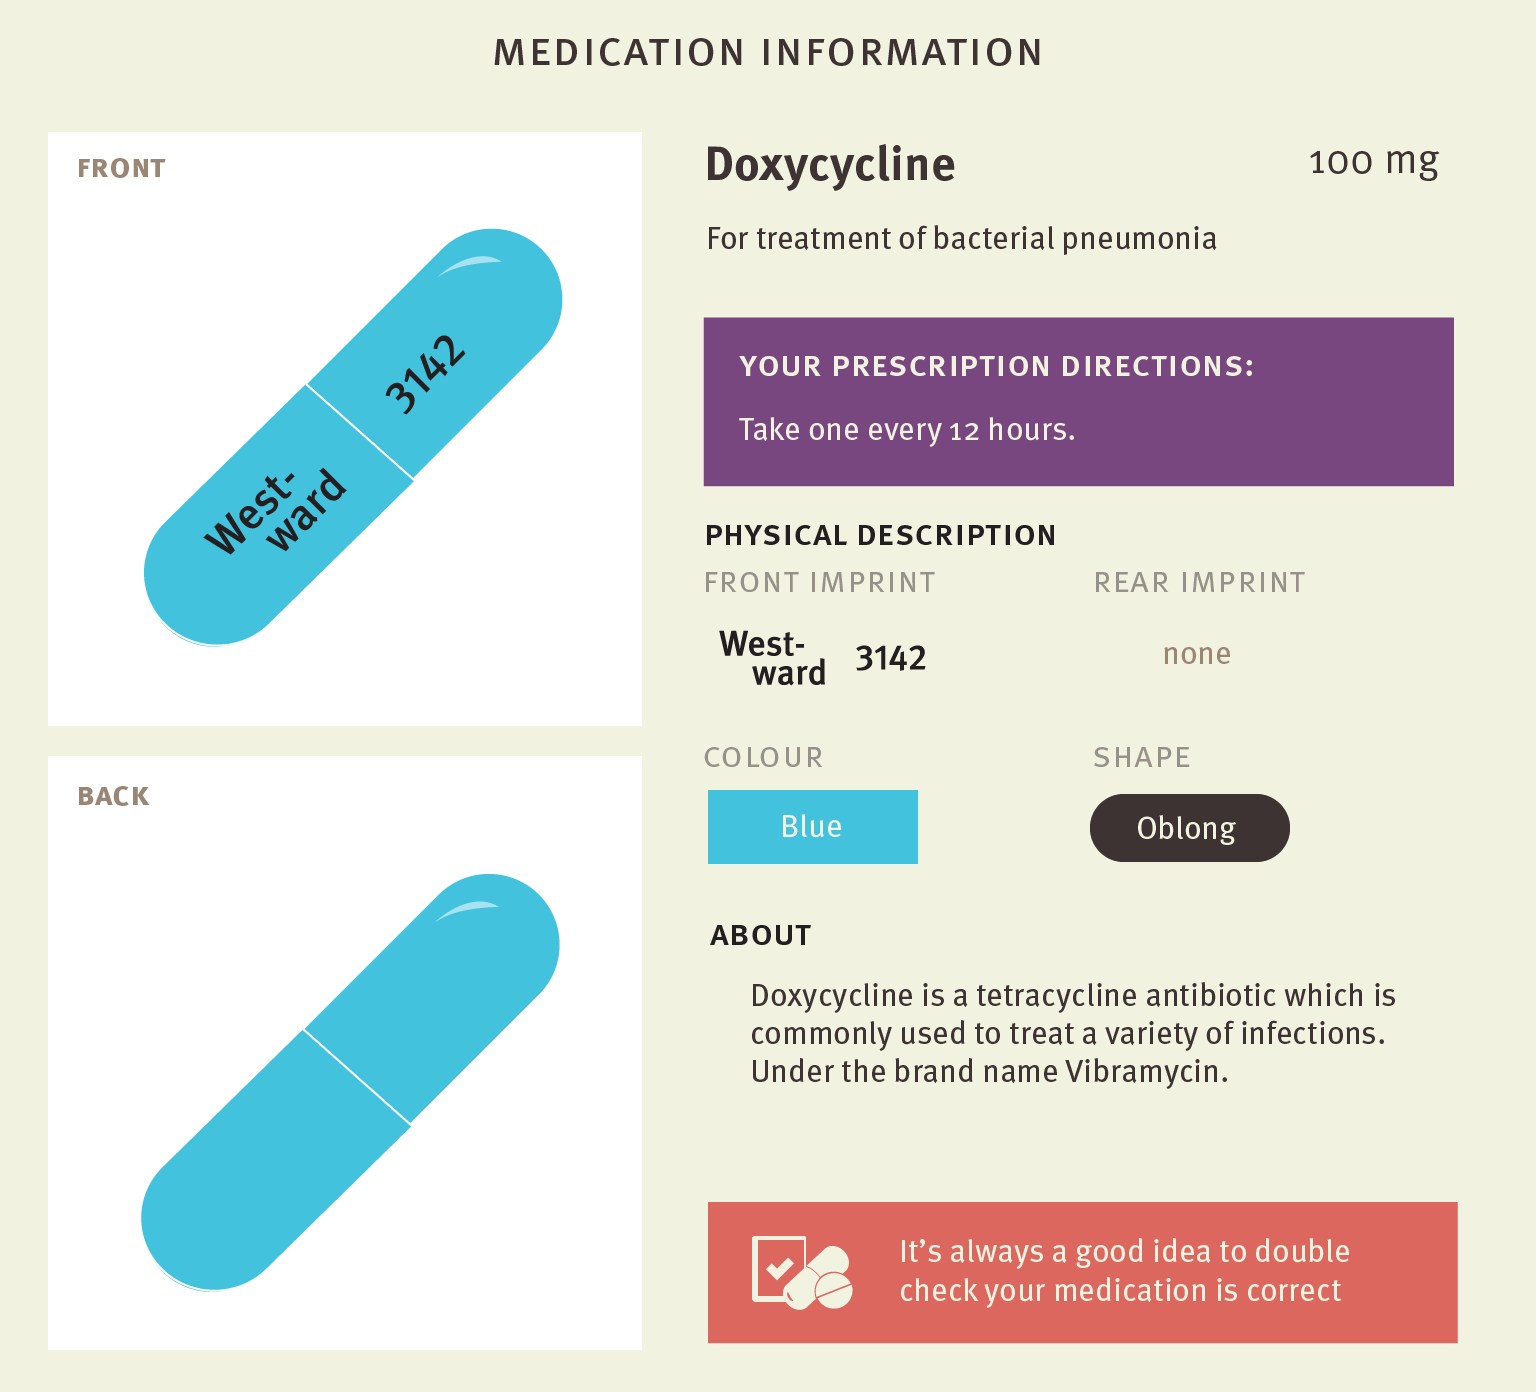 MEDICATION INFORMATION
FRONT
3142
West-
ward
BACK
Doxycycline 100 mg
For treatment of bacterial pneumonia
YOUR PRESCRIPTION DIRECTIONS:
Take one every 12 hours.
PHYSICAL DESCRIPTION
FRONT IMPRINT REAR IMPRINT
West-
ward 3142
none
COLOUR SHAPE
Blue Oblong
ABOUT
Doxycycline is a tetracycline antibiotic which is
commonly used to treat a variety of infections.
Under the brand name Vibramycin.
It’s always a good idea to double
check your medication is correct